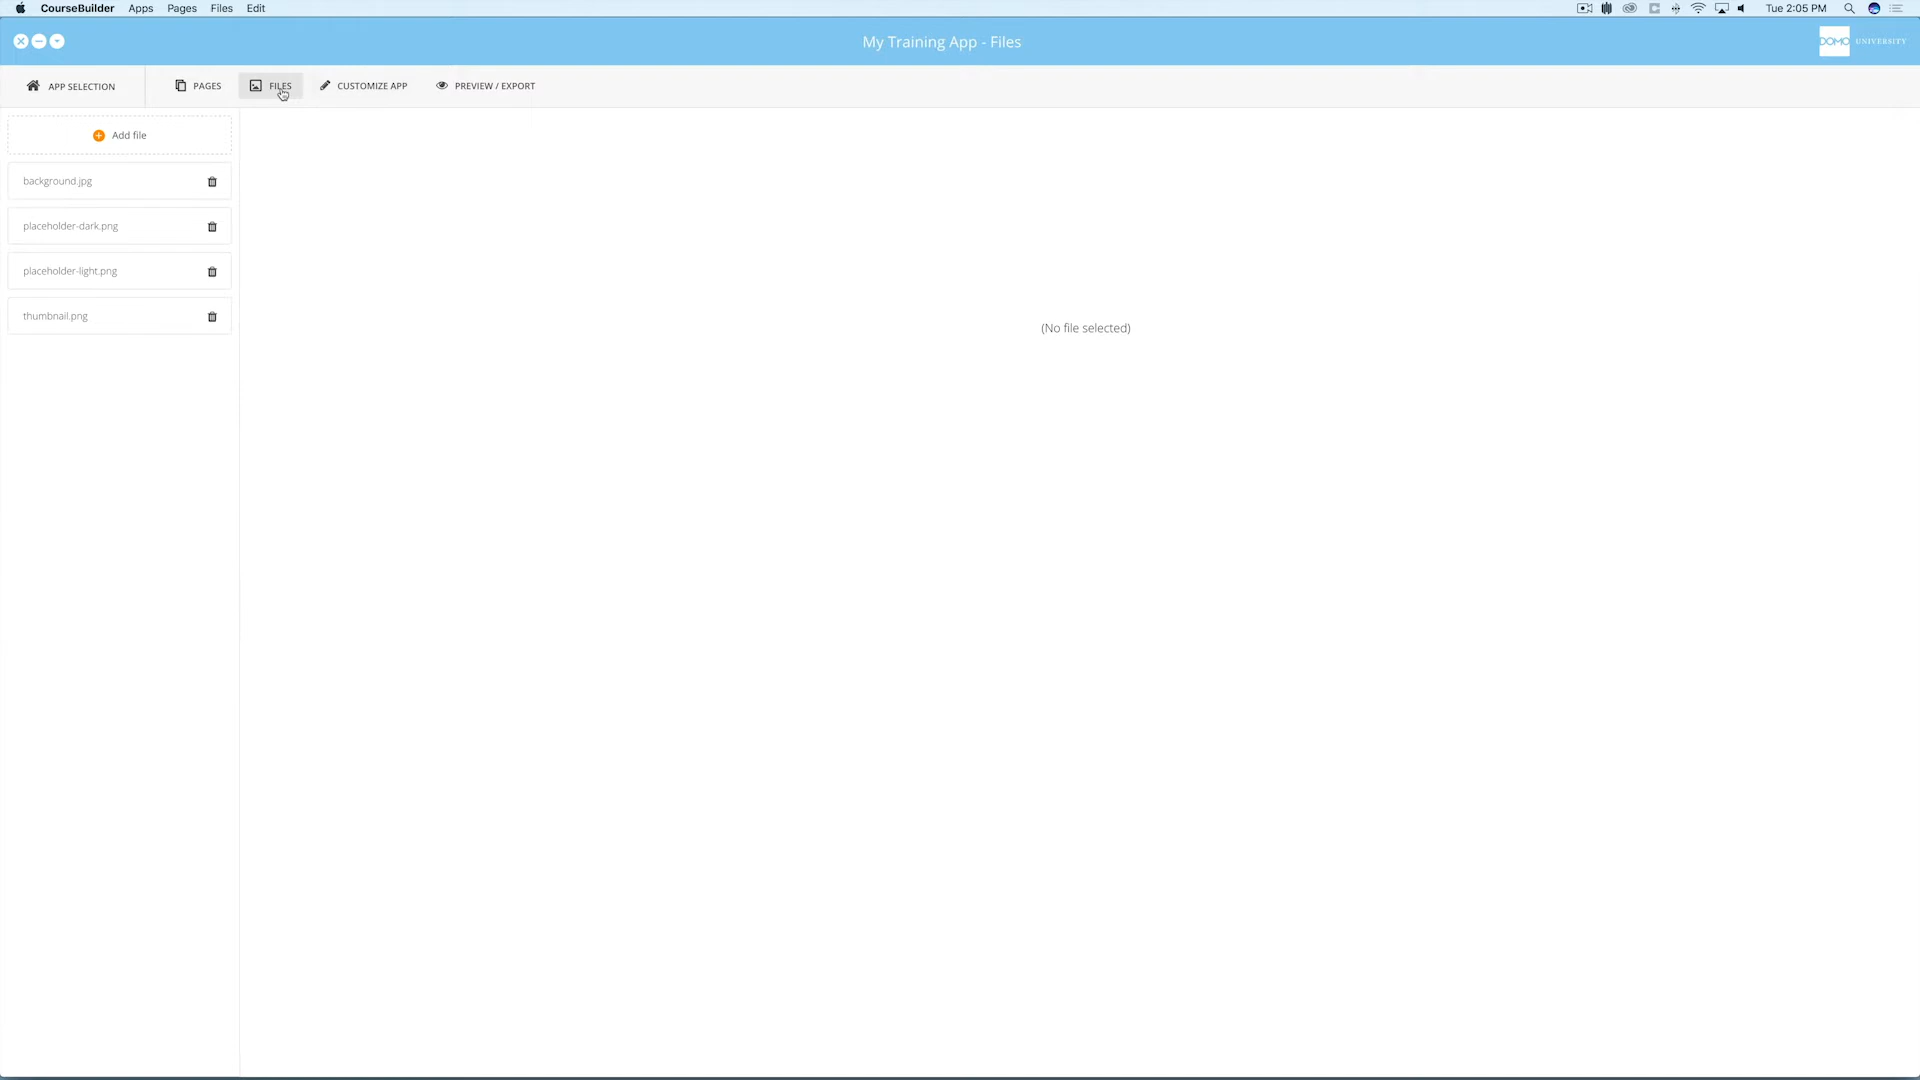 CourseBuilder Apps Pages Files Edit Tue 2:05 PM
My Training App - Files
DOMO UNIVERSITY
APP SELECTION PAGES FILES CUSTOMIZE APP PREVIEW / EXPORT
Add file
background.jpg
placeholder-dark.png
placeholder-light.png
thumbnail.png
(No file selected)